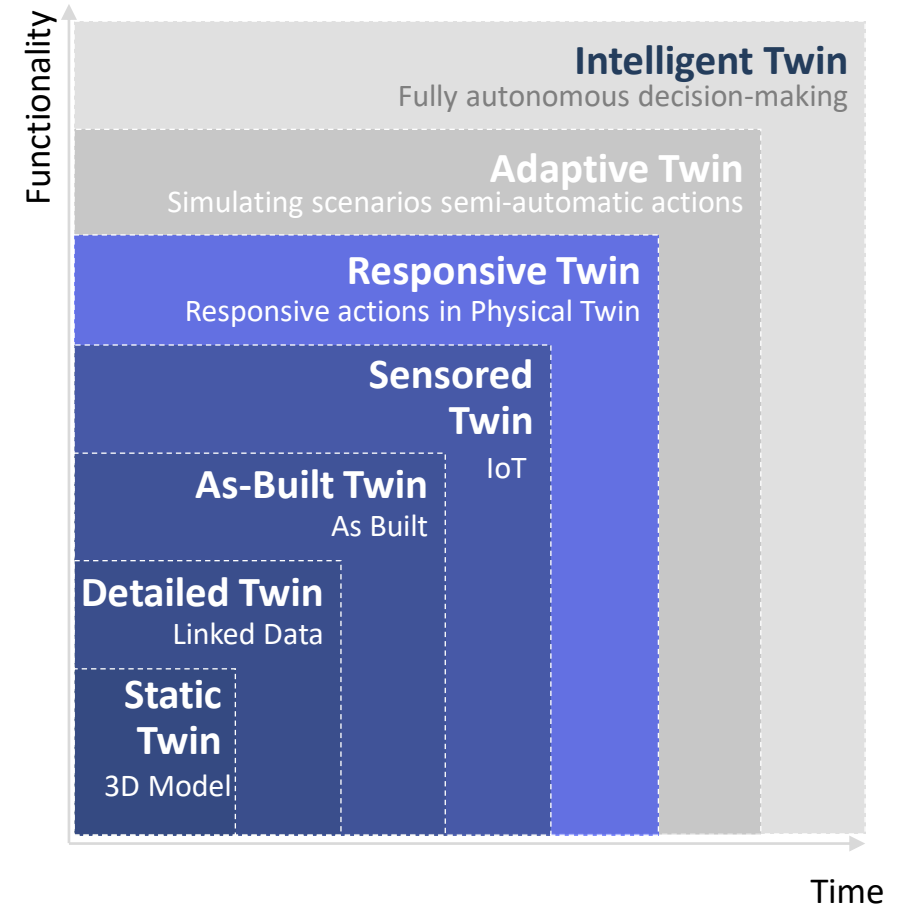 Functionality
Intelligent Twin
Fully autonomous decision-making
Adaptive Twin
Simulating scenarios semi-automatic actions
Responsive Twin
Responsive actions in Physical Twin
Sensored
Twin
IoT
As-Built Twin
As Built
Detailed Twin
Linked Data
Static
Twin
3D Model
Time